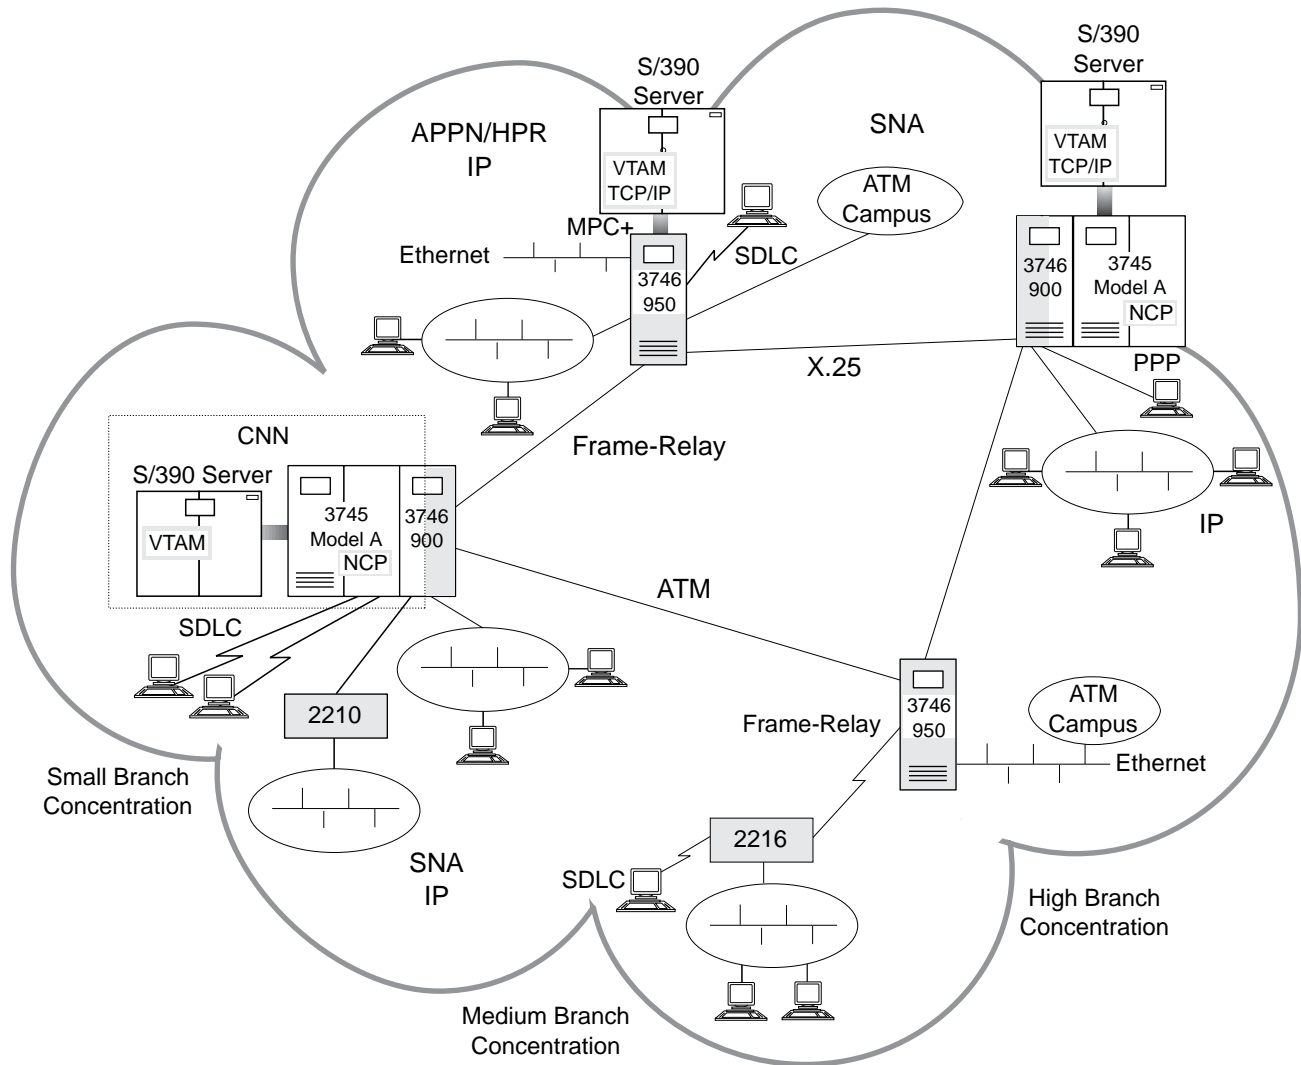 S/390
Server
S/390
Server
APPN/HPR
IP
SNA
VTAM
TCP/IP
VTAM
TCP/IP
ATM
Campus
MPC+
Ethernet
SDLC
3746
950
3746
900
3745
Model A
NCP
X.25
PPP
CNN
Frame-Relay
S/390 Server
VTAM
3745
Model A
NCP
3746
900
IP
ATM
SDLC
2210
Frame-Relay
3746
950
ATM
Campus
Ethernet
Small Branch
Concentration
2216
SNA
IP
SDLC
High Branch
Concentration
Medium Branch
Concentration